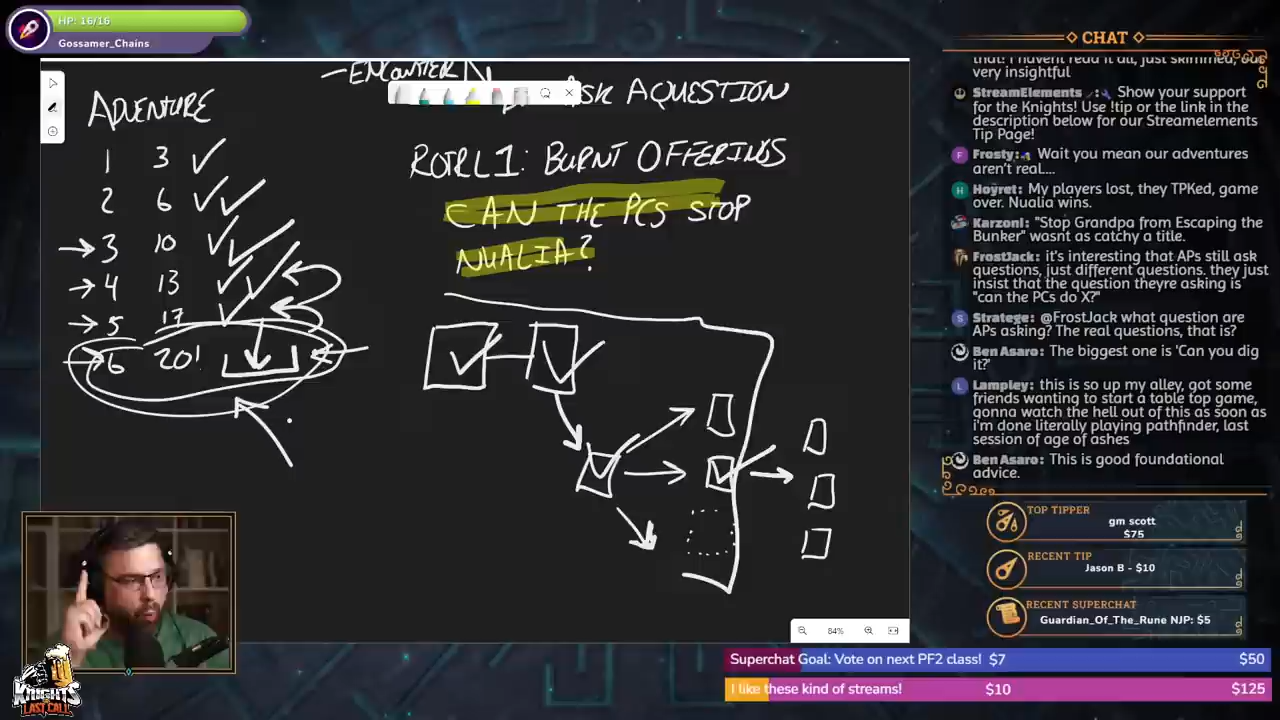 HP: 16/16
Gossamer_Chains
- ENCOUNTER
ADVENTURE
ASK A QUESTION
1 3
2 6
3 10
4 13
5 17
6 20!
ROTRL 1: BURNT OFFERINGS
CAN THE PCS STOP
NUALIA?
84%
CHAT
that! I haven't read it all, just skimmed, but
very insightful
StreamElements : Show your support
for the Knights! Use !tip or the link in the
description below for our Streamelements
Tip Page!
Frosty: Wait you mean our adventures
aren't real....
Hoyret: My players lost, they TPKed, game
over. Nualia wins.
Karzoni: "Stop Grandpa from Escaping the
Bunker" wasnt as catchy a title.
FrostJack: it's interesting that APs still ask
questions, just different questions. they just
insist that the question theyre asking is
"can the PCs do X?"
Stratege: @FrostJack what question are
APs asking? The real questions, that is?
Ben Asaro: The biggest one is 'Can you dig
it?'
Lampley: this is so up my alley, got some
friends wanting to start a table top game,
gonna watch the hell out of this as soon as
i'm done literally playing pathfinder, last
session of age of ashes
Ben Asaro: This is good foundational
advice.
TOP TIPPER
gm scott
$75
RECENT TIP
Jason B - $10
RECENT SUPERCHAT
Guardian_Of_The_Rune NJP: $5
Superchat Goal: Vote on next PF2 class! $7 $50
I like these kind of streams! $10 $125
KNIGHTS
OF LAST CALL